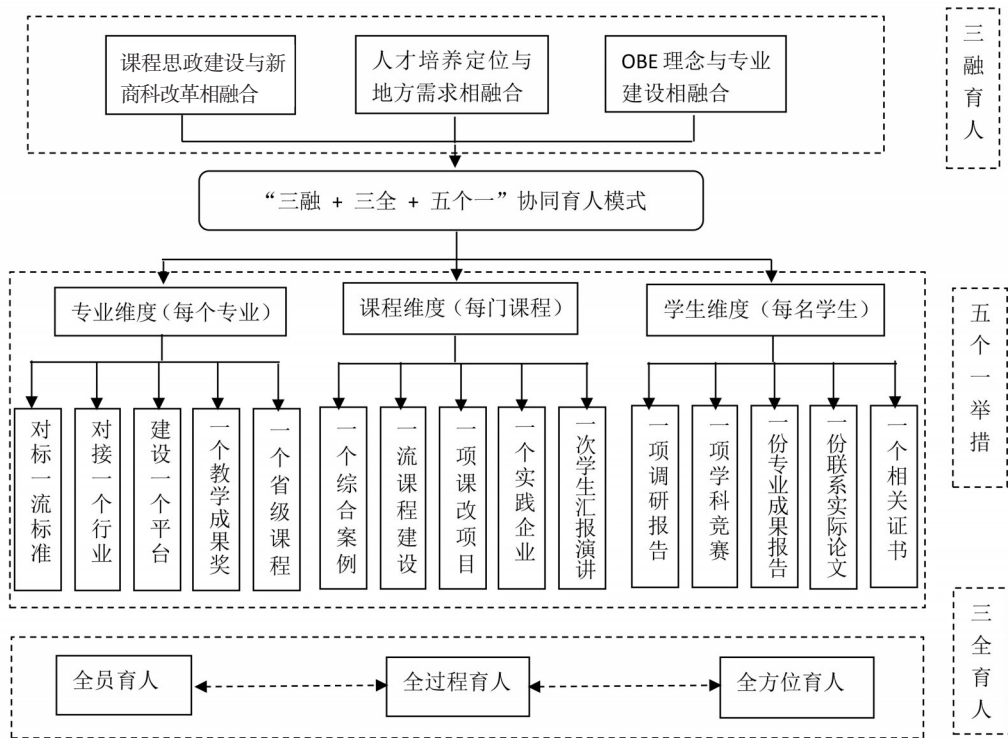 课程思政建设与新
商科改革相融合
人才培养定位与
地方需求相融合
OBE 理念与专业
建设相融合
三融育人
“三融 + 三全 + 五个一”协同育人模式
专业维度(每个专业)
课程维度(每门课程)
学生维度(每名学生)
五个一举措
对标一流标准
对接一个行业
建设一个平台
一个教学成果奖
一个省级课程
一个综合案例
一流课程建设
一项课改项目
一个实践企业
一次学生汇报演讲
一项调研报告
一项学科竞赛
一份专业成果报告
一份联系实际论文
一个相关证书
全员育人
全过程育人
全方位育人
三全育人